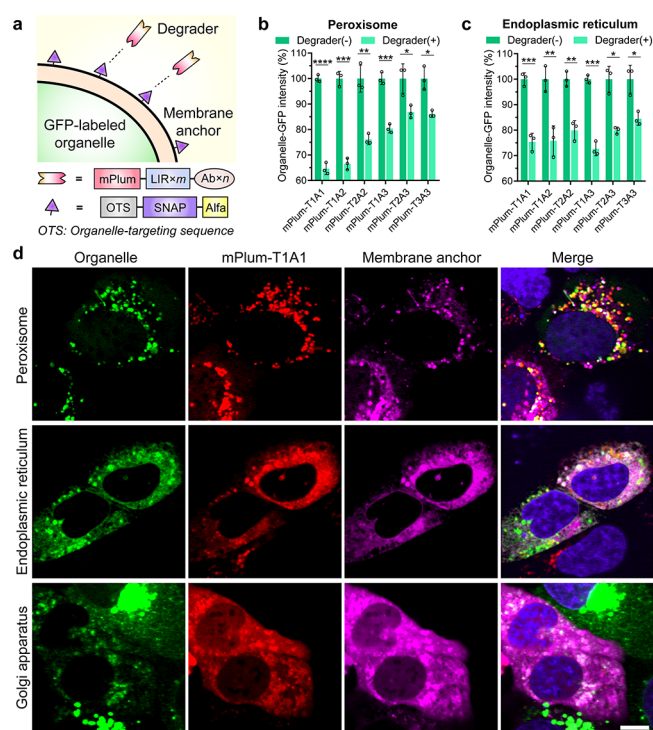 a
Degrader
Membrane
anchor
GFP-labeled
organelle
= mPlum LIR×m Ab×n
= OTS SNAP Alfa
OTS: Organelle-targeting sequence
b
Peroxisome
Degrader(-) Degrader(+)
Organelle-GFP intensity (%)
110
100
90
80
70
60
**** *** ** *** * *
mPlum-T1A1
mPlum-T1A2
mPlum-T2A2
mPlum-T1A3
mPlum-T2A3
mPlum-T3A3
c
Endoplasmic reticulum
Degrader(-) Degrader(+)
Organelle-GFP intensity (%)
110
100
90
80
70
60
*** ** ** *** * *
mPlum-T1A1
mPlum-T1A2
mPlum-T2A2
mPlum-T1A3
mPlum-T2A3
mPlum-T3A3
d
Organelle mPlum-T1A1 Membrane anchor Merge
Peroxisome
Endoplasmic reticulum
Golgi apparatus